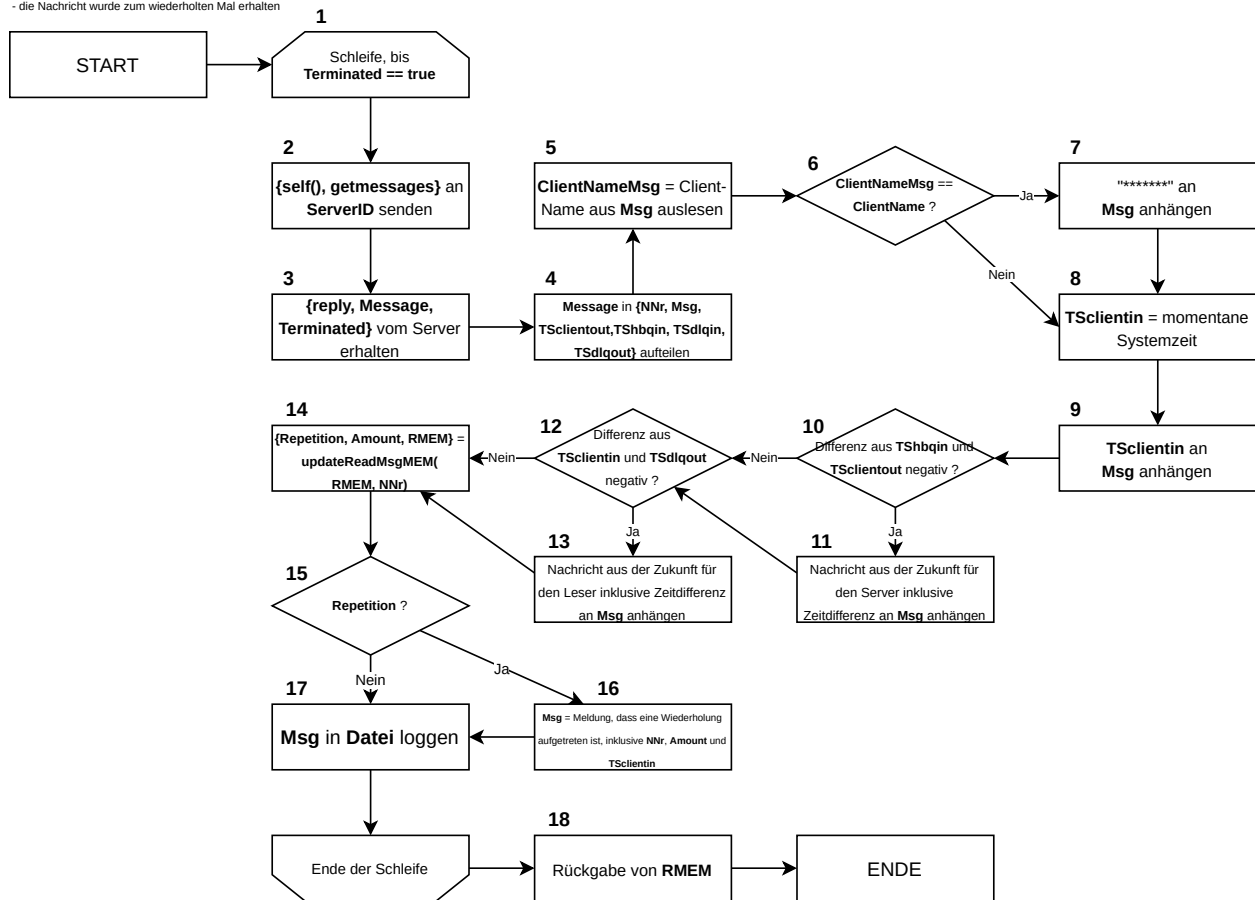 - die Nachricht wurde zum wiederholten Mal erhalten
START
1
Schleife, bis
Terminated == true
2
{self(), getmessages} an
ServerID senden
3
{reply, Message,
Terminated} vom Server
erhalten
4
Message in {NNr, Msg,
TSclientout,TShbqin, TSdlqin,
TSdlqout} aufteilen
5
ClientNameMsg = Client-
Name aus Msg auslesen
6
ClientNameMsg ==
ClientName ?
Ja
Nein
7
"*******" an
Msg anhängen
8
TSclientin = momentane
Systemzeit
9
TSclientin an
Msg anhängen
10
Differenz aus TShbqin und
TSclientout negativ ?
Nein
Ja
11
Nachricht aus der Zukunft für
den Server inklusive
Zeitdifferenz an Msg anhängen
12
Differenz aus
TSclientin und TSdlqout
negativ ?
Nein
Ja
13
Nachricht aus der Zukunft für
den Leser inklusive Zeitdifferenz
an Msg anhängen
14
{Repetition, Amount, RMEM} =
updateReadMsgMEM(
RMEM, NNr)
15
Repetition ?
Ja
Nein
16
Msg = Meldung, dass eine Wiederholung
aufgetreten ist, inklusive NNr, Amount und
TSclientin
17
Msg in Datei loggen
Ende der Schleife
18
Rückgabe von RMEM
ENDE